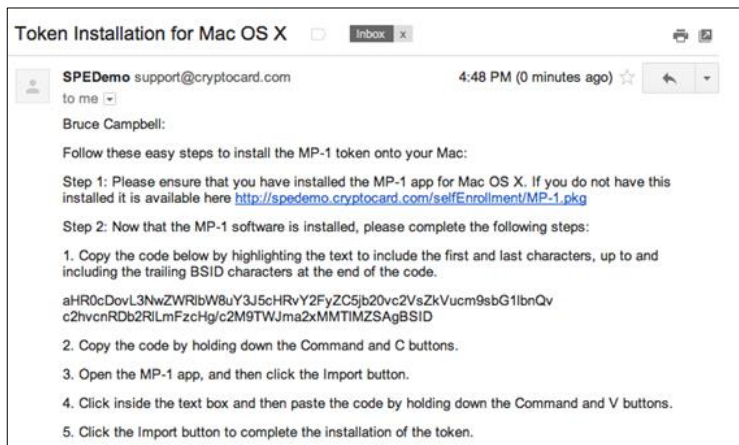 Token Installation for Mac OS X Inbox x
SPEDemo support@cryptocard.com 4:48 PM (0 minutes ago)
to me
Bruce Campbell:
Follow these easy steps to install the MP-1 token onto your Mac:
Step 1: Please ensure that you have installed the MP-1 app for Mac OS X. If you do not have this
installed it is available here http://spedemo.cryptocard.com/selfEnrollment/MP-1.pkg
Step 2: Now that the MP-1 software is installed, please complete the following steps:
1. Copy the code below by highlighting the text to include the first and last characters, up to and
including the trailing BSID characters at the end of the code.
aHR0cDovL3NwZWRlbW8uY3J5cHRvY2FyZC5jb20vc2VsZkVucm9sbG1lbnQv
c2hvcnRDb2RlLmFzcHg/c2M9TWJma2xMMTlMZSAgBSID
2. Copy the code by holding down the Command and C buttons.
3. Open the MP-1 app, and then click the Import button.
4. Click inside the text box and then paste the code by holding down the Command and V buttons.
5. Click the Import button to complete the installation of the token.